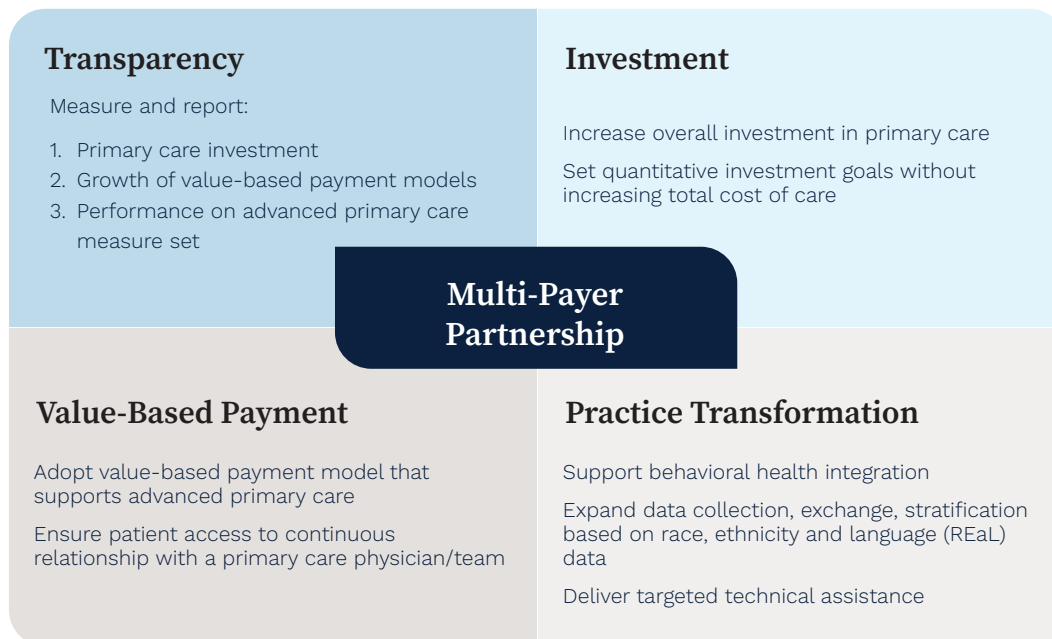 Transparency
Measure and report:
1. Primary care investment
2. Growth of value-based payment models
3. Performance on advanced primary care
measure set
Investment
Increase overall investment in primary care
Set quantitative investment goals without
increasing total cost of care
Multi-Payer
Partnership
Value-Based Payment
Adopt value-based payment model that
supports advanced primary care
Ensure patient access to continuous
relationship with a primary care physician/team
Practice Transformation
Support behavioral health integration
Expand data collection, exchange, stratification
based on race, ethnicity and language (REaL)
data
Deliver targeted technical assistance